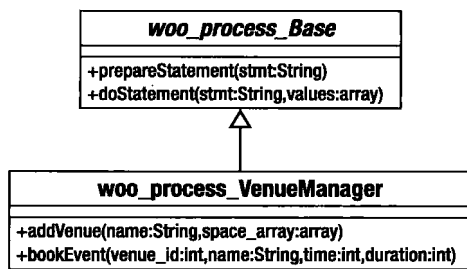 woo_process_Base
+prepareStatement(stmt:String)
+doStatement(stmt:String,values:array)
woo_process_VenueManager
+addVenue(name:String,space_array:array)
+bookEvent(venue_id:int,name:String,time:int,duration:int)